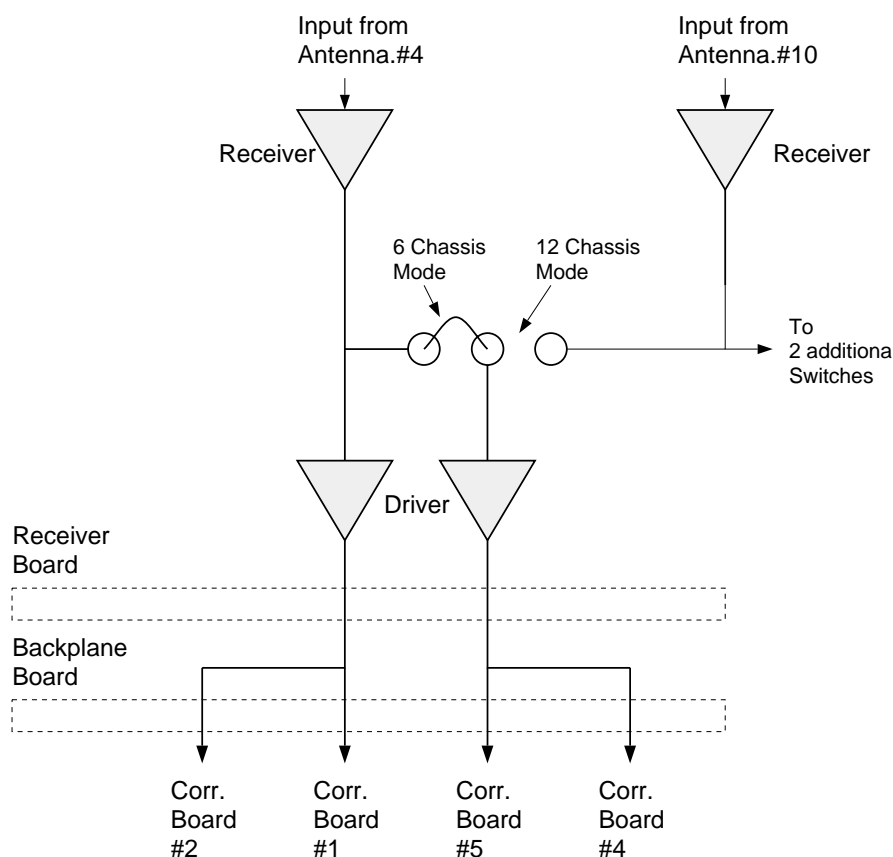 Input from
Antenna.#4
Input from
Antenna.#10
Receiver
Receiver
6 Chassis
Mode
12 Chassis
Mode
To
2 additiona
Switches
Driver
Receiver
Board
Backplane
Board
Corr.
Board
#2
Corr.
Board
#1
Corr.
Board
#5
Corr.
Board
#4